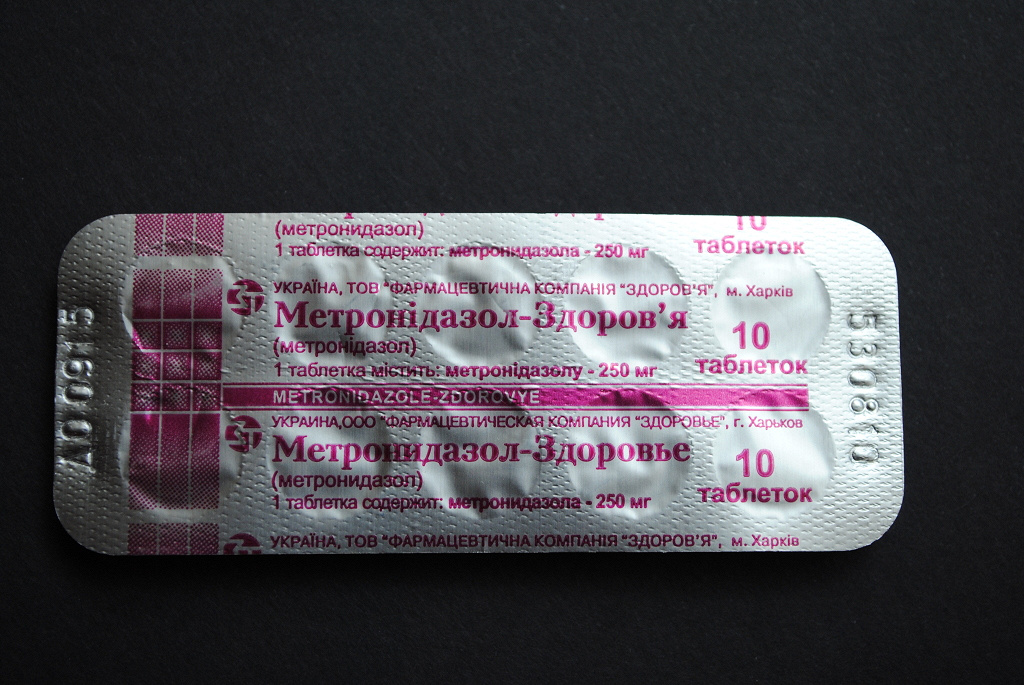 (метронидазол)
1 таблетка содержит: метронидазола - 250 мг
10
таблеток
УКРАЇНА, ТОВ "ФАРМАЦЕВТИЧНА КОМПАНІЯ "ЗДОРОВ'Я", м. Харків
Метронідазол-Здоров'я
(метронідазол)
1 таблетка містить: метронідазолу - 250 мг
10
таблеток
METRONIDAZOLE-ZDOROVYE
УКРАИНА,ООО "ФАРМАЦЕВТИЧЕСКАЯ КОМПАНИЯ "ЗДОРОВЬЕ", г. Харьков
Метронидазол-Здоровье
(метронидазол)
1 таблетка содержит: метронидазола - 250 мг
10
таблеток
УКРАЇНА, ТОВ "ФАРМАЦЕВТИЧНА КОМПАНІЯ "ЗДОРОВ'Я", м. Харків
До 0915
530810